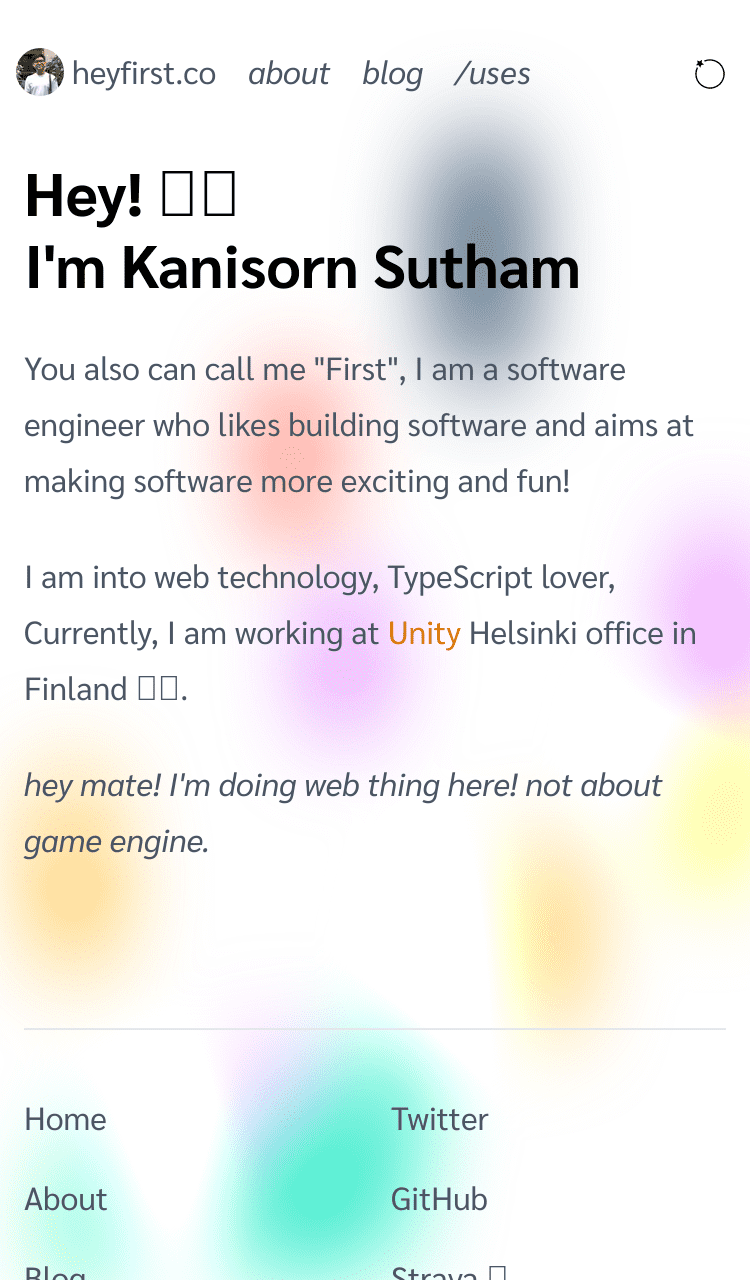 heyfirst.co about blog /uses
Hey!
I'm Kanisorn Sutham
You also can call me "First", I am a software
engineer who likes building software and aims at
making software more exciting and fun!
I am into web technology, TypeScript lover,
Currently, I am working at Unity Helsinki office in
Finland .
hey mate! I'm doing web thing here! not about
game engine.
Home Twitter
About GitHub
Blog Strava